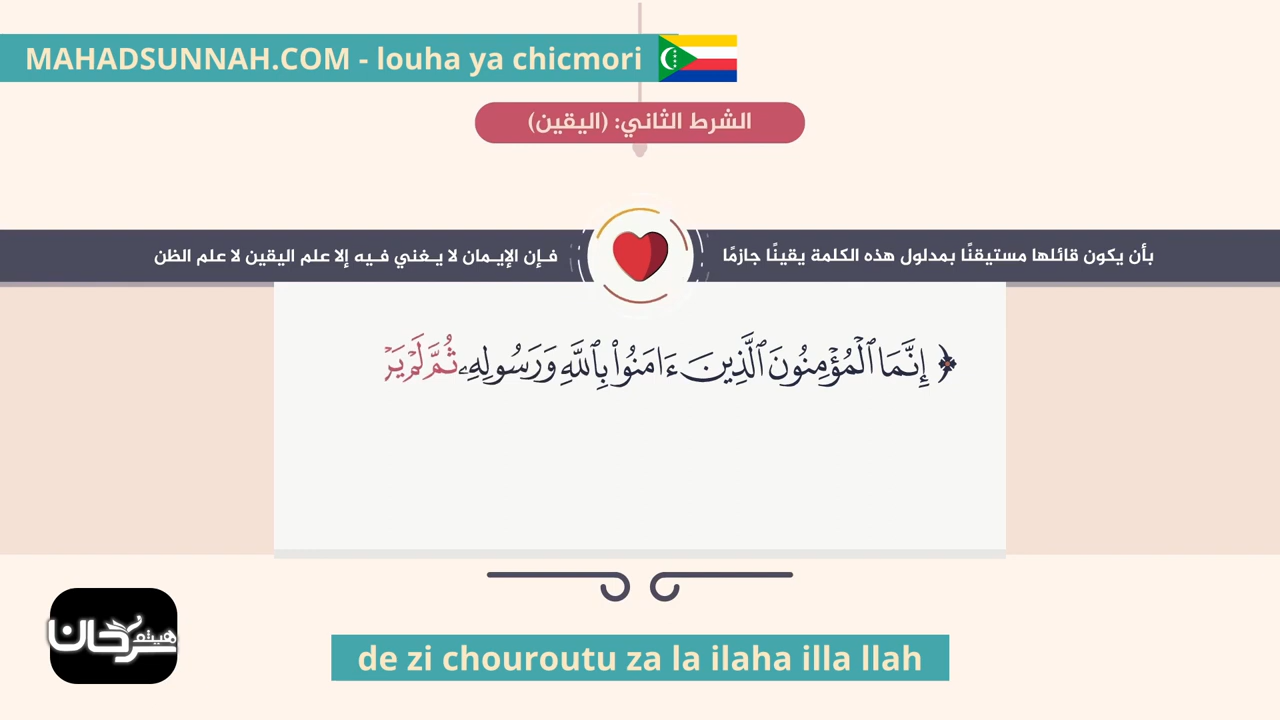 MAHADSUNNAH.COM - louha ya chicmori
الشرط الثاني: (اليقين)
بأن يكون قائلها مستيقنًا بمدلول هذه الكلمة يقينًا جازمًا
فإن الإيمان لا يغني فيه إلا علم اليقين لا علم الظن
﴿ إِنَّمَا ٱلْمُؤْمِنُونَ ٱلَّذِينَ ءَامَنُوا۟ بِٱللَّهِ وَرَسُولِهِۦ ثُمَّ لَمْ يَرْ
هيثم سرحان
de zi chouroutu za la ilaha illa llah